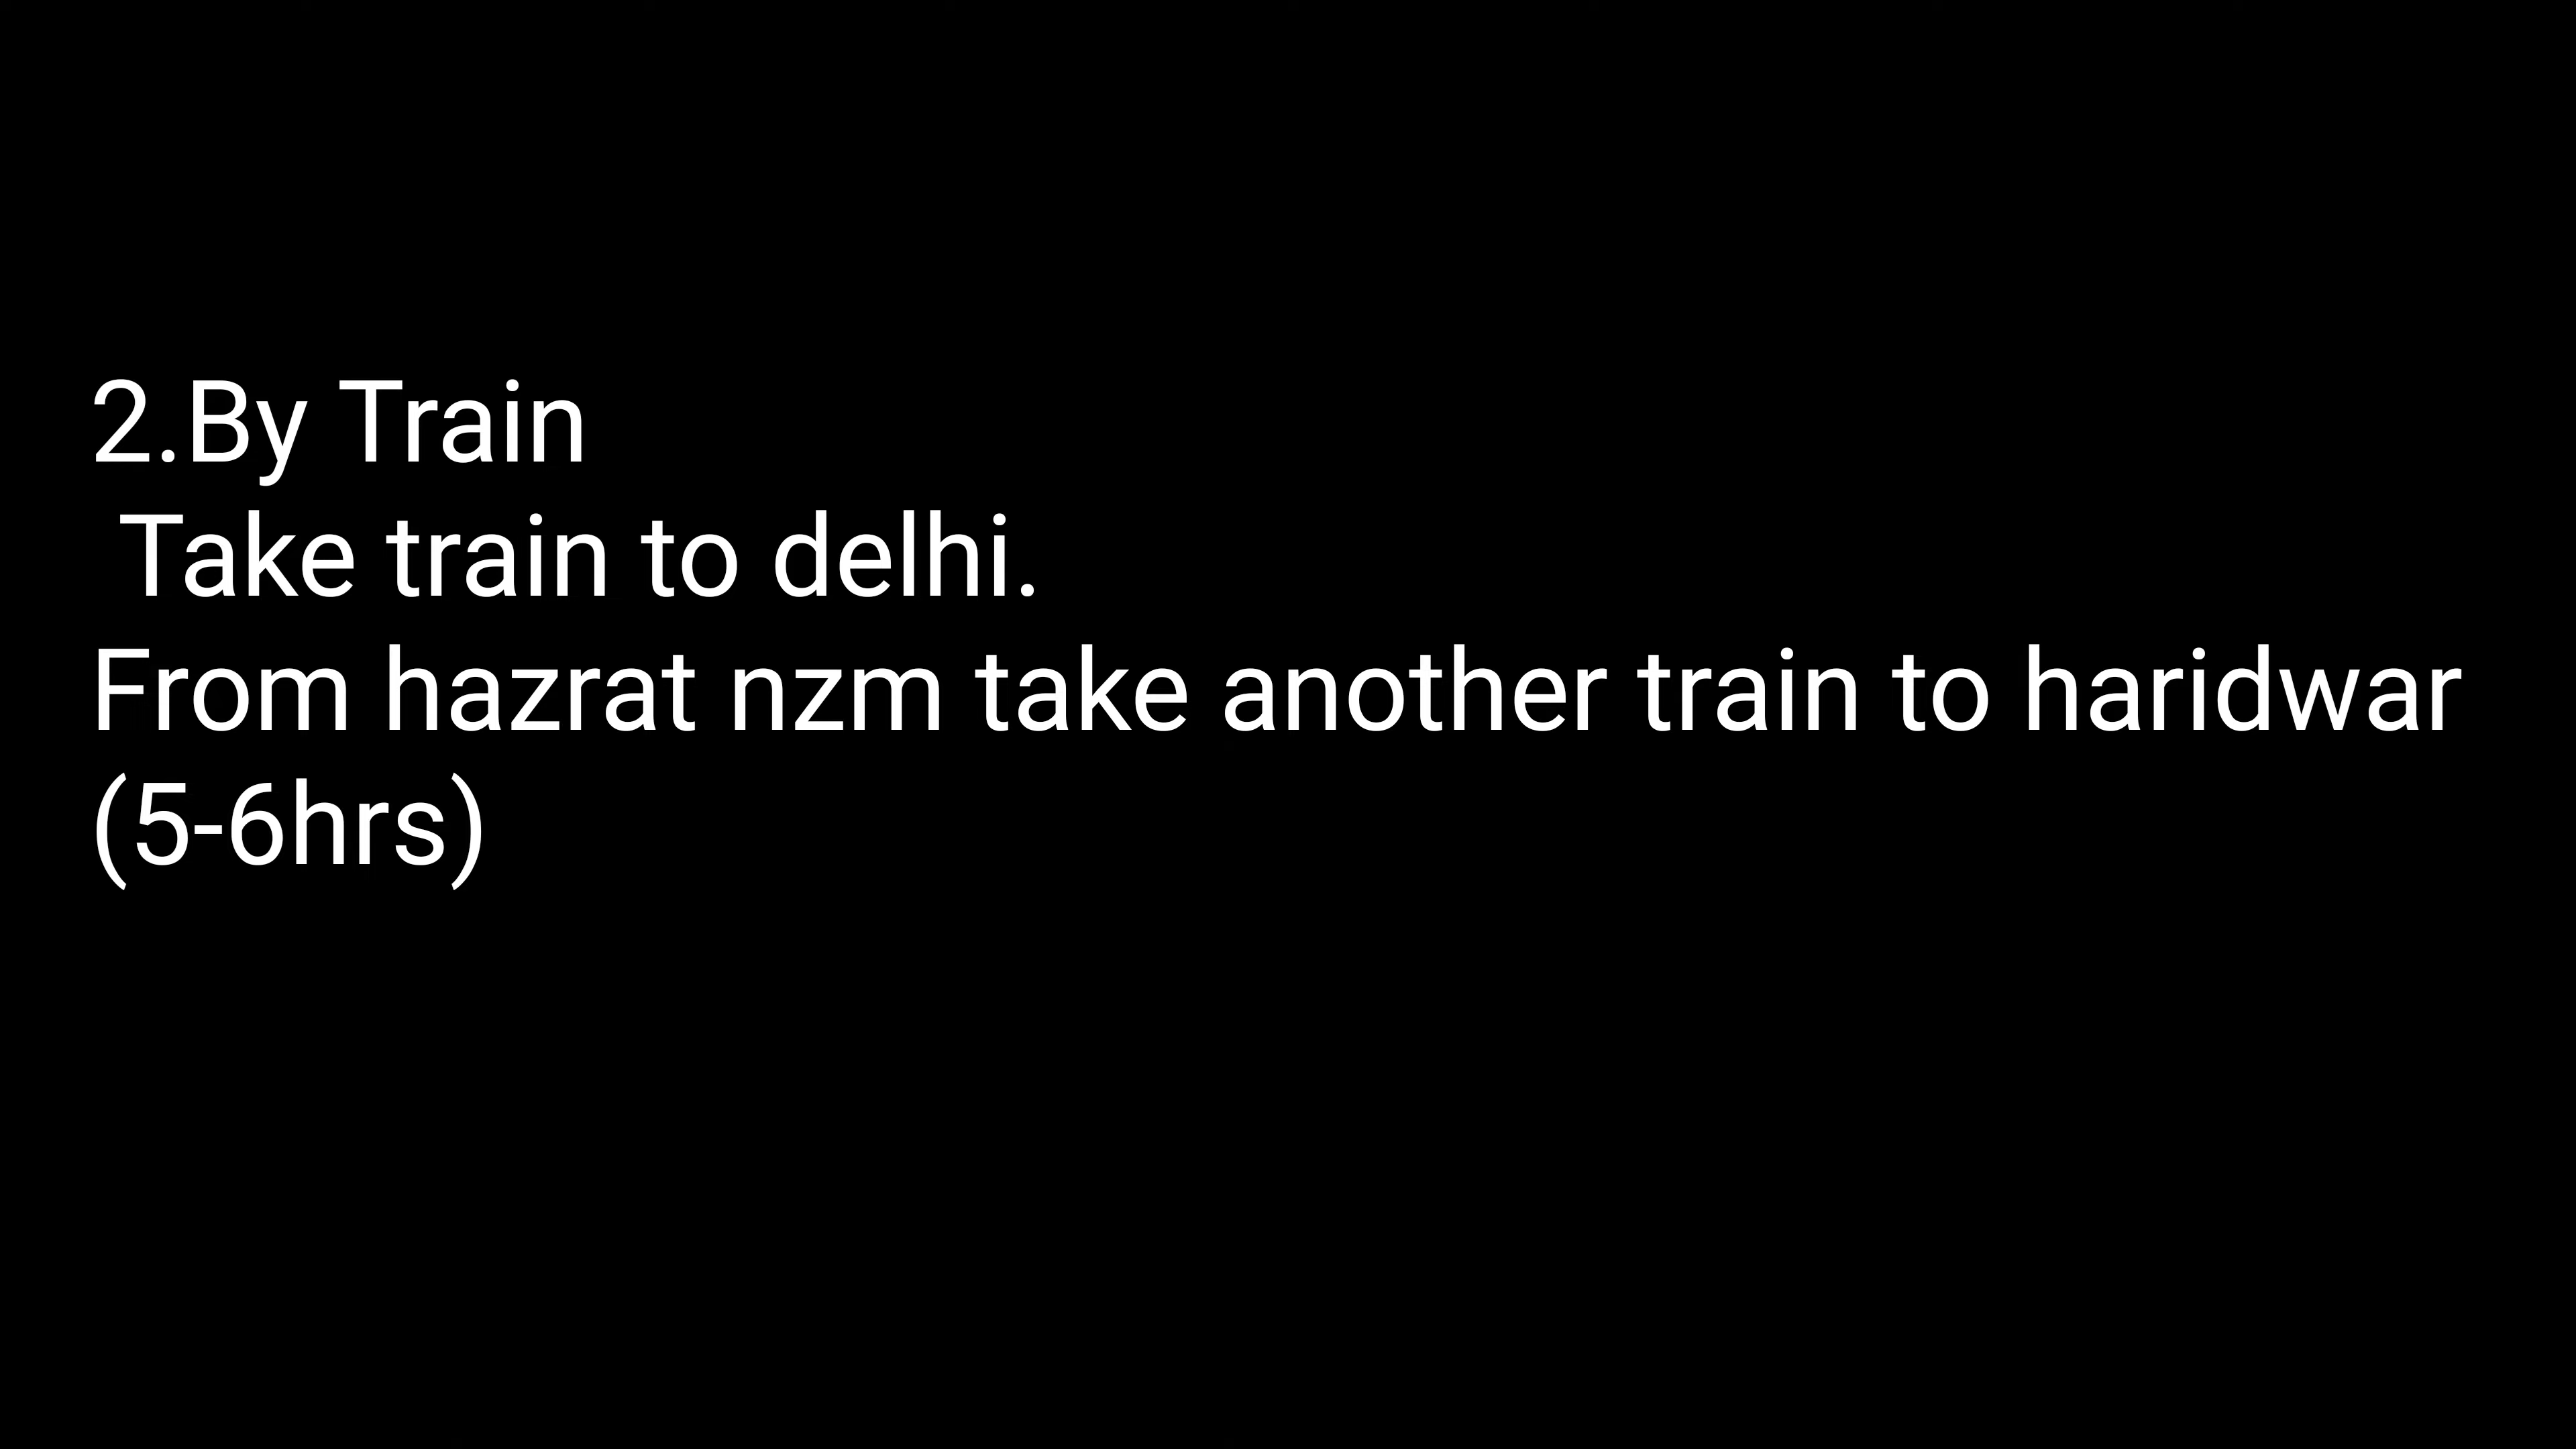 2.By Train
Take train to delhi.
From hazrat nzm take another train to haridwar
(5-6hrs)